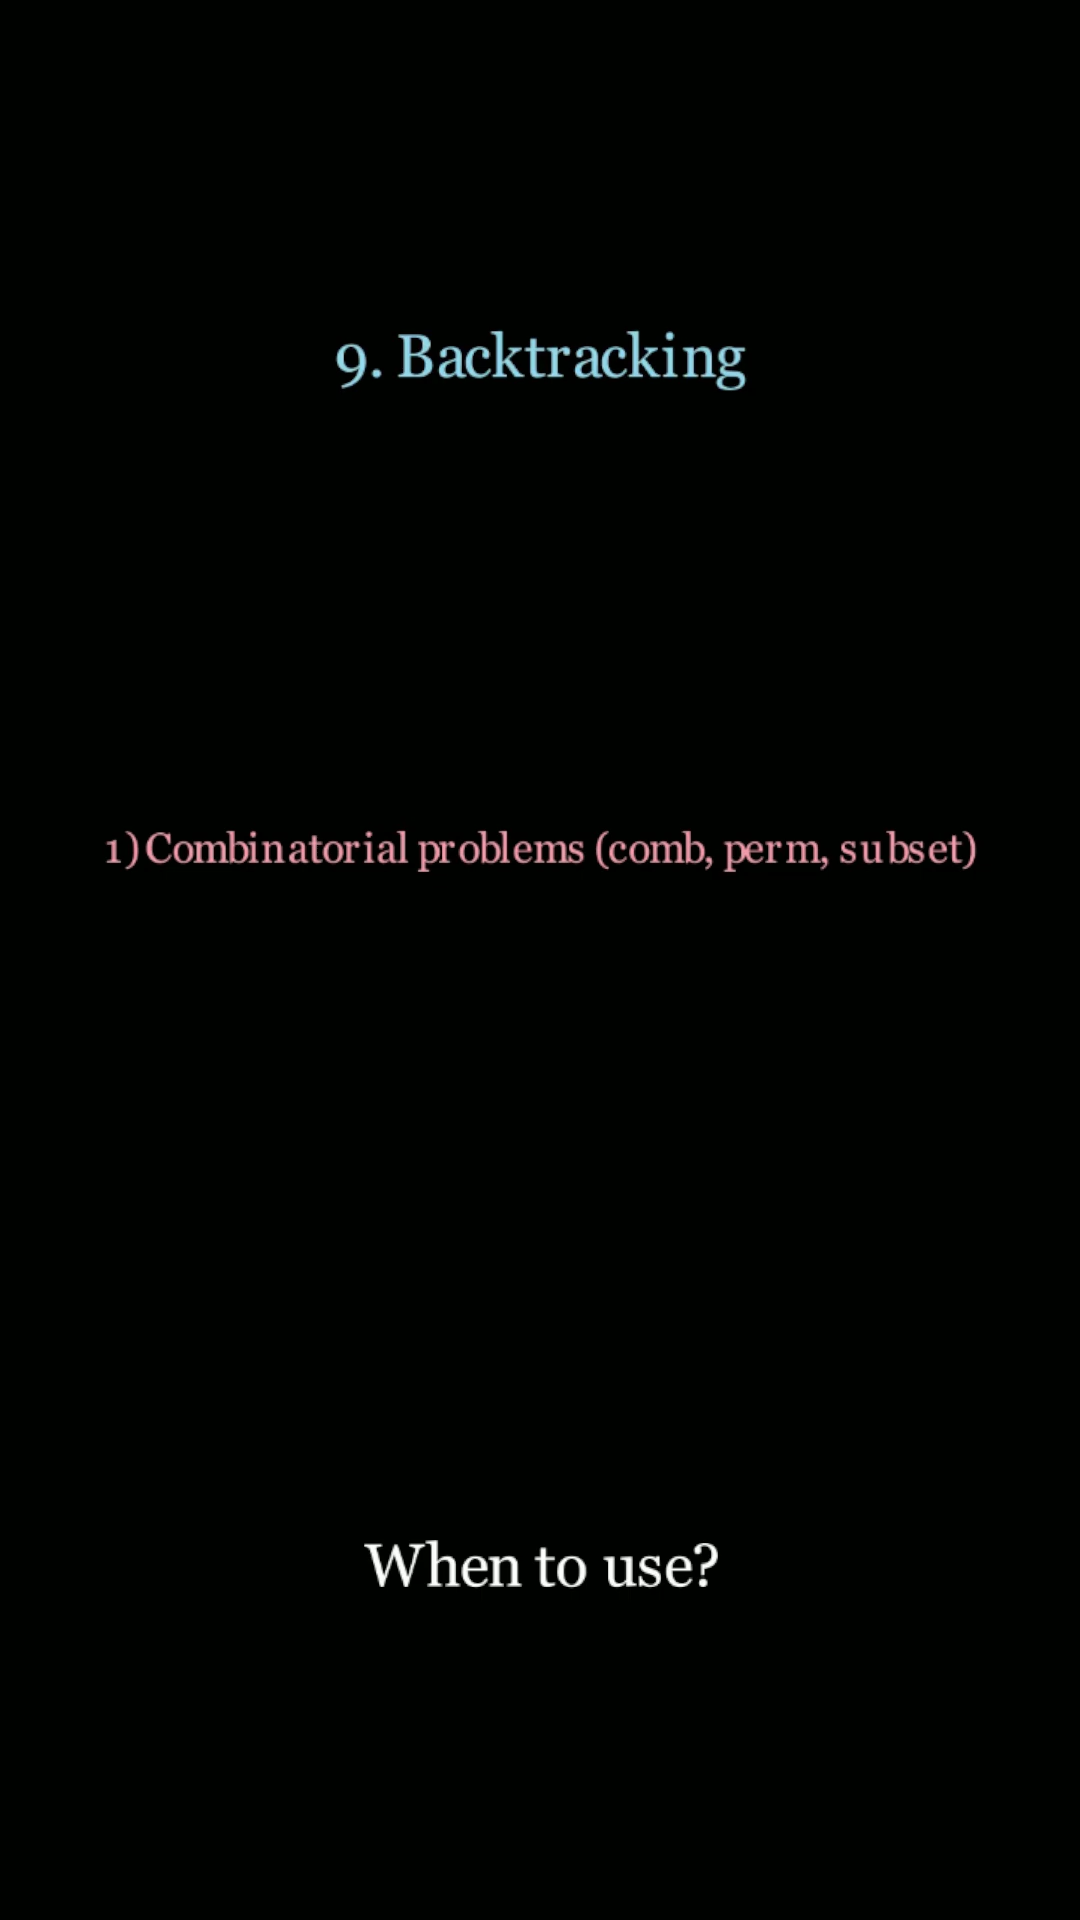 9. Backtracking
1) Combinatorial problems (comb, perm, subset)
When to use?